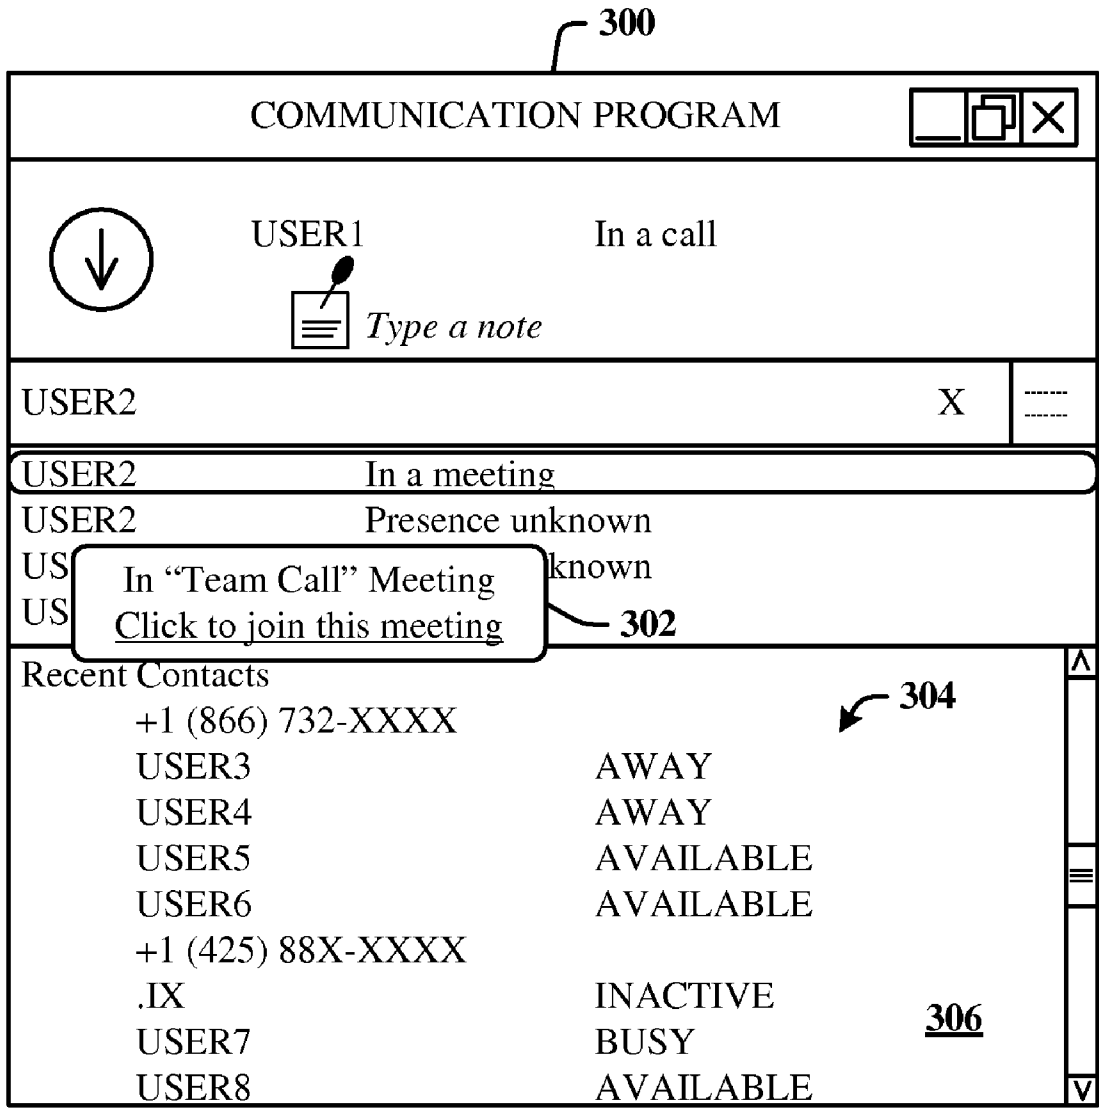 300
COMMUNICATION PROGRAM
USER1 In a call
Type a note
USER2 X
USER2 In a meeting
USER2 Presence unknown
US known
In “Team Call” Meeting
US
Click to join this meeting
302
Recent Contacts
304
+1 (866) 732-XXXX
USER3 AWAY
USER4 AWAY
USER5 AVAILABLE
USER6 AVAILABLE
+1 (425) 88X-XXXX
.IX INACTIVE
306
USER7 BUSY
USER8 AVAILABLE